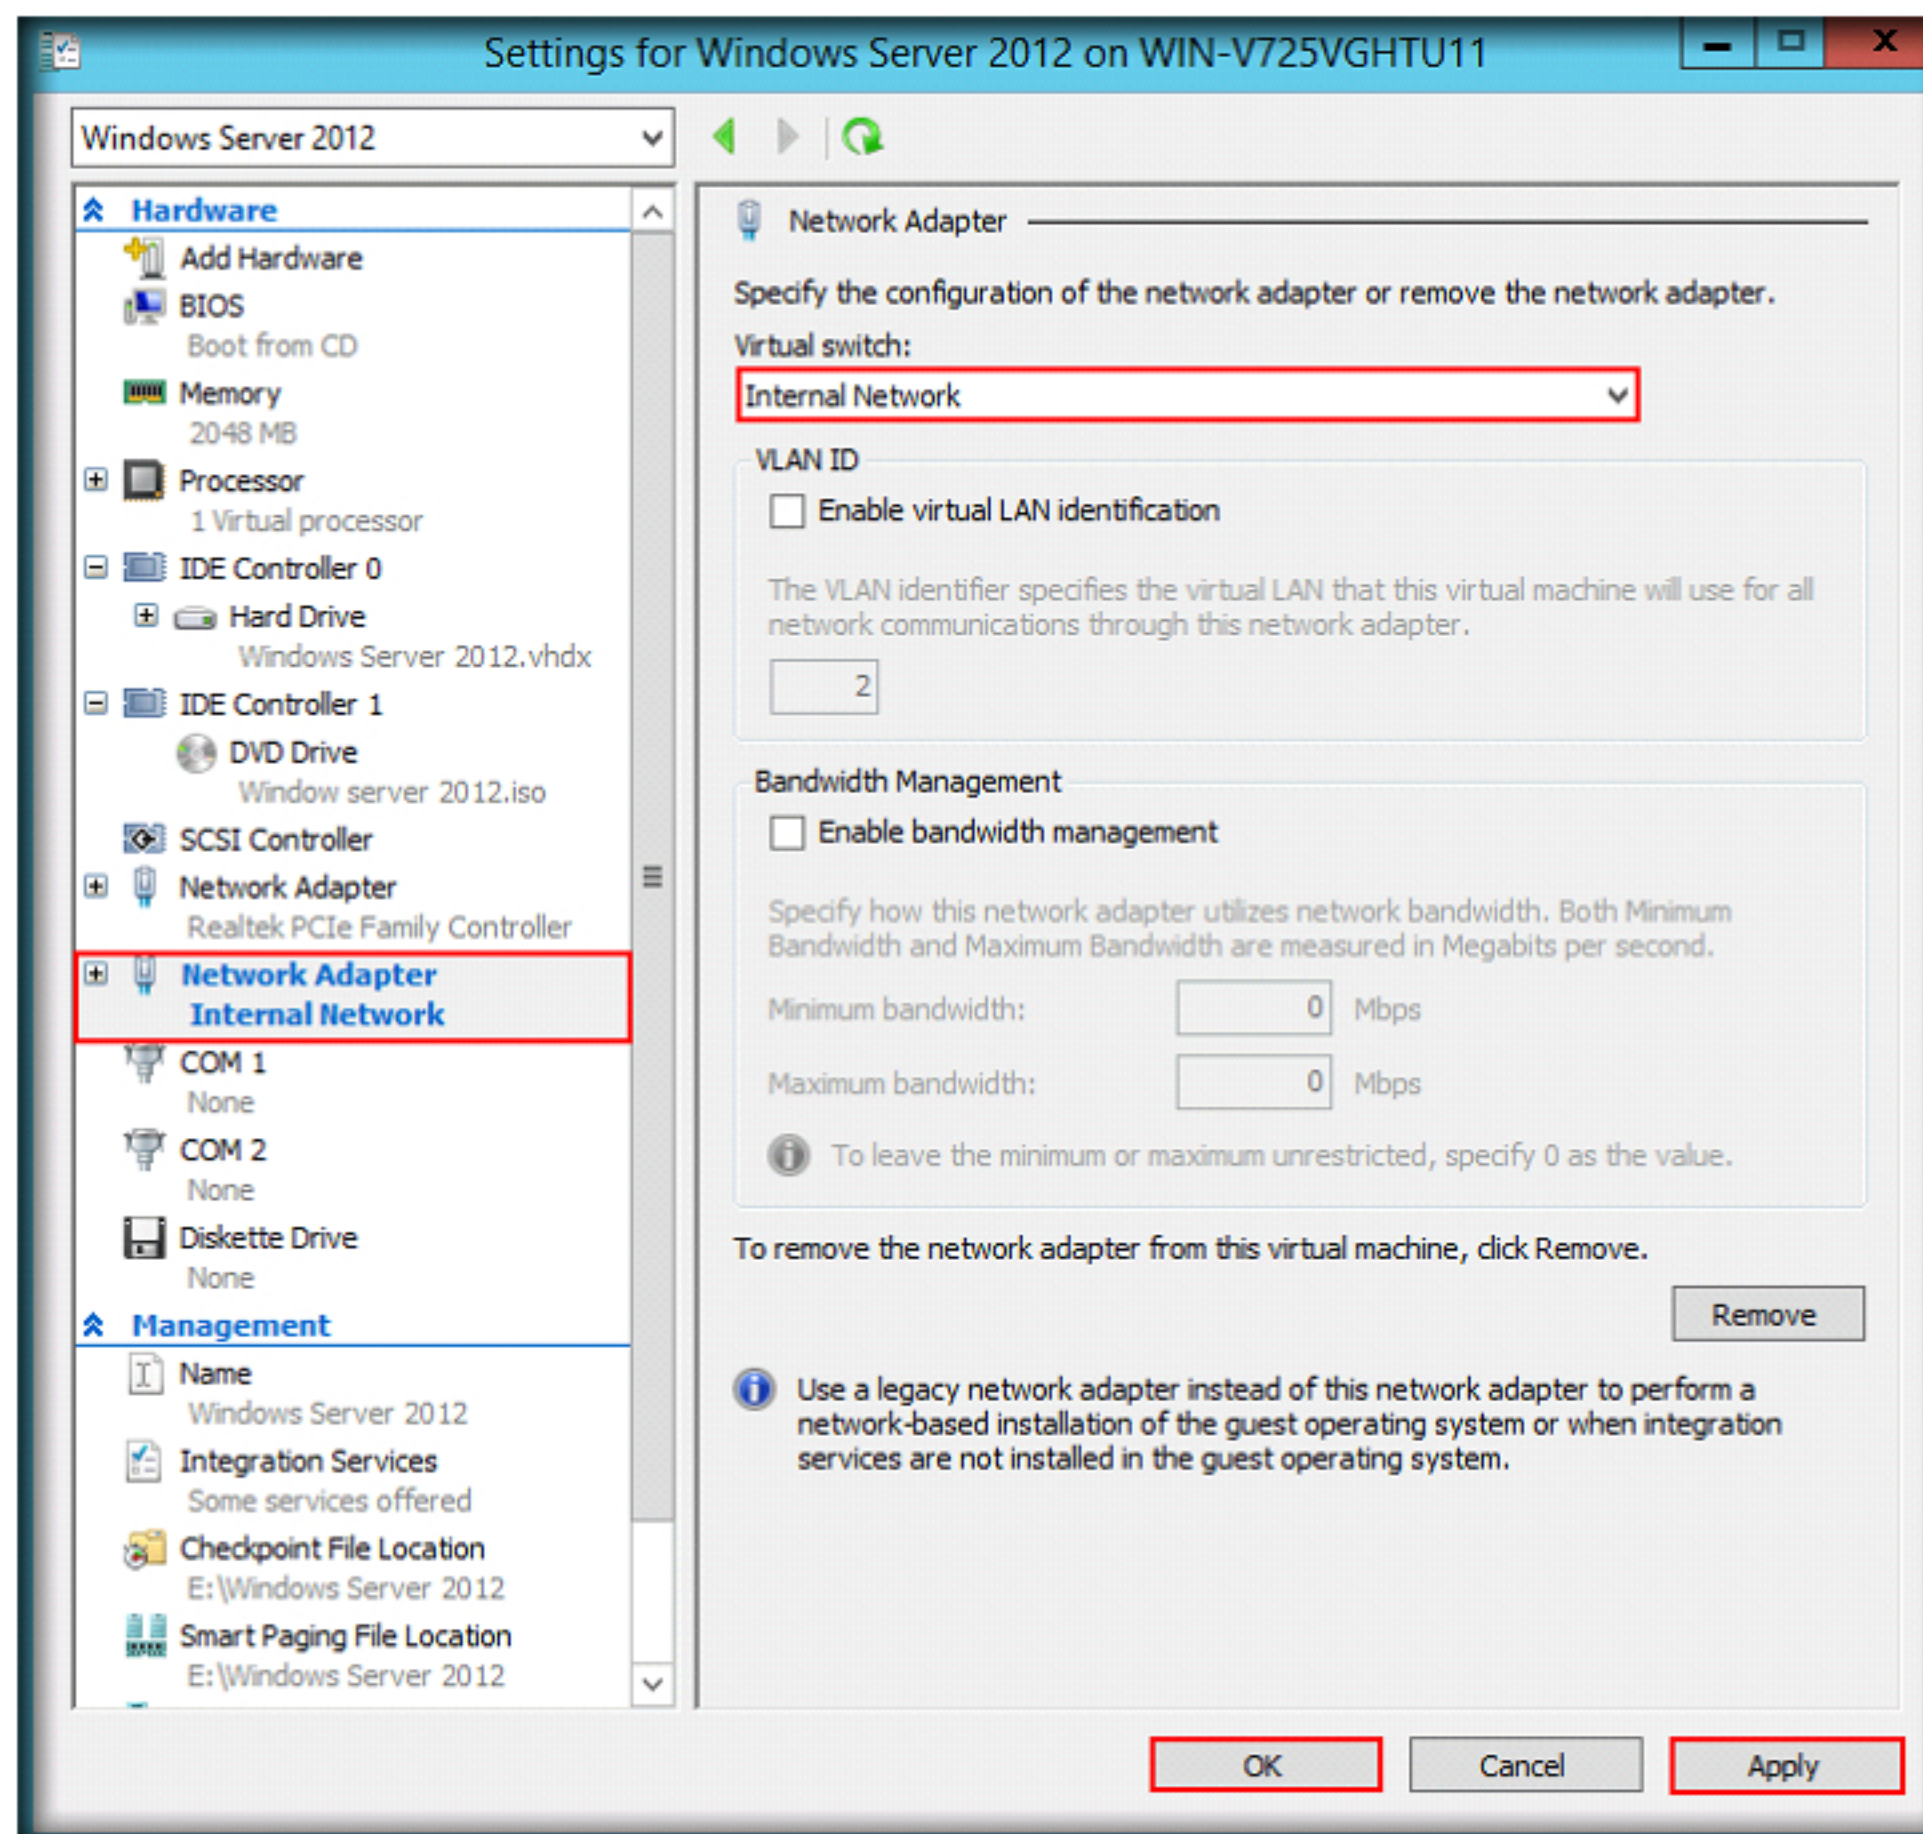 Settings for Windows Server 2012 on WIN-V725VGHTU11
Windows Server 2012
Hardware
Add Hardware
BIOS
Boot from CD
Memory
2048 MB
Processor
1 Virtual processor
IDE Controller 0
Hard Drive
Windows Server 2012.vhdx
IDE Controller 1
DVD Drive
Window server 2012.iso
SCSI Controller
Network Adapter
Realtek PCIe Family Controller
Network Adapter
Internal Network
COM 1
None
COM 2
None
Diskette Drive
None
Management
Name
Windows Server 2012
Integration Services
Some services offered
Checkpoint File Location
E:\Windows Server 2012
Smart Paging File Location
E:\Windows Server 2012
Network Adapter
Specify the configuration of the network adapter or remove the network adapter.
Virtual switch:
Internal Network
VLAN ID
Enable virtual LAN identification
The VLAN identifier specifies the virtual LAN that this virtual machine will use for all
network communications through this network adapter.
2
Bandwidth Management
Enable bandwidth management
Specify how this network adapter utilizes network bandwidth. Both Minimum
Bandwidth and Maximum Bandwidth are measured in Megabits per second.
Minimum bandwidth: 0 Mbps
Maximum bandwidth: 0 Mbps
To leave the minimum or maximum unrestricted, specify 0 as the value.
To remove the network adapter from this virtual machine, click Remove.
Remove
Use a legacy network adapter instead of this network adapter to perform a
network-based installation of the guest operating system or when integration
services are not installed in the guest operating system.
OK Cancel Apply